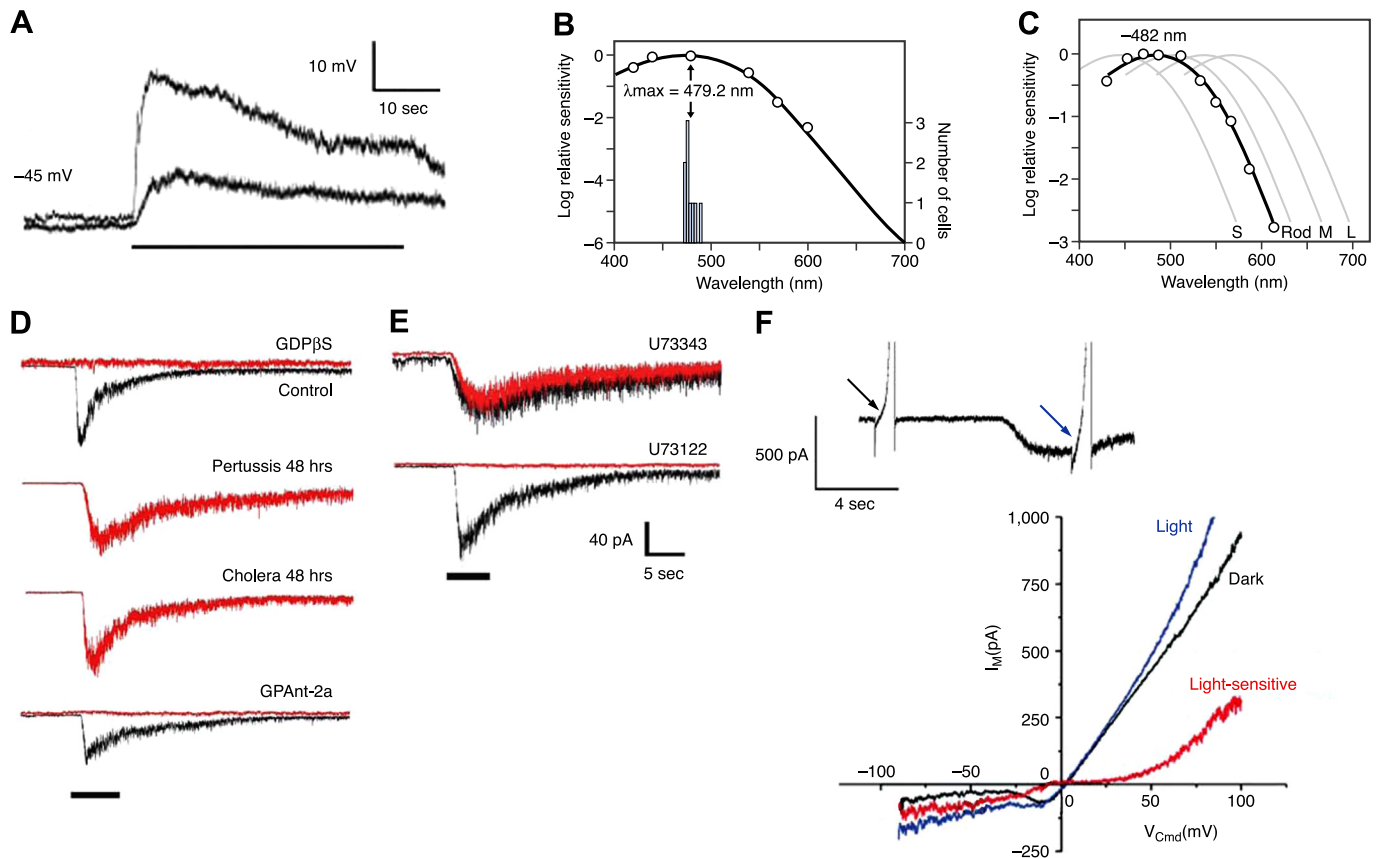 A
10 mV
10 sec
−45 mV
B
Log relative sensitivity
0
−2
−4
−6
λmax = 479.2 nm
3
2
1
0
Number of cells
400
500
600
700
Wavelength (nm)
C
−482 nm
Log relative sensitivity
0
−1
−2
−3
S
Rod
M
L
400
500
600
700
Wavelength (nm)
D
GDPβS
Control
Pertussis 48 hrs
Cholera 48 hrs
GPAnt-2a
E
U73343
U73122
40 pA
5 sec
F
500 pA
4 sec
1,000
750
500
250
0
−250
IM(pA)
Light
Dark
Light-sensitive
−100
−50
0
50
100
VCmd(mV)